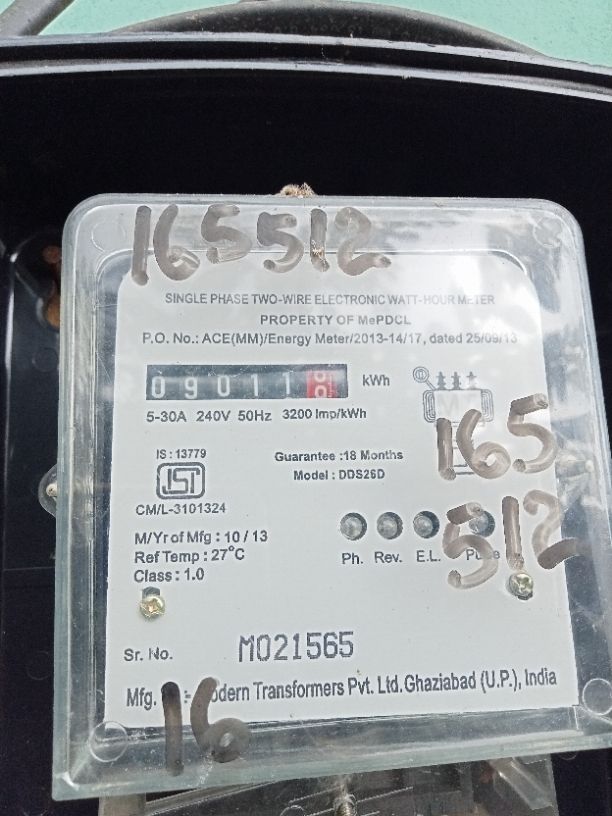 165512
SINGLE PHASE TWO-WIRE ELECTRONIC WATT-HOUR METER
PROPERTY OF MePDCL
P.O. No.: ACE(MM)/Energy Meter/2013-14/17, dated 25/09/13
09011 kWh
5-30A 240V 50Hz 3200 Imp/kWh
165
IS : 13779
Guarantee :18 Months
ISI
Model : DDS26D
CM/L-3101324
512
M/Yr of Mfg : 10 / 13
Ref Temp : 27°C
Class : 1.0
Ph. Rev. E.L.
Sr. No. M021565
Mfg. Transformers Pvt. Ltd. Ghaziabad (U.P.), India
16